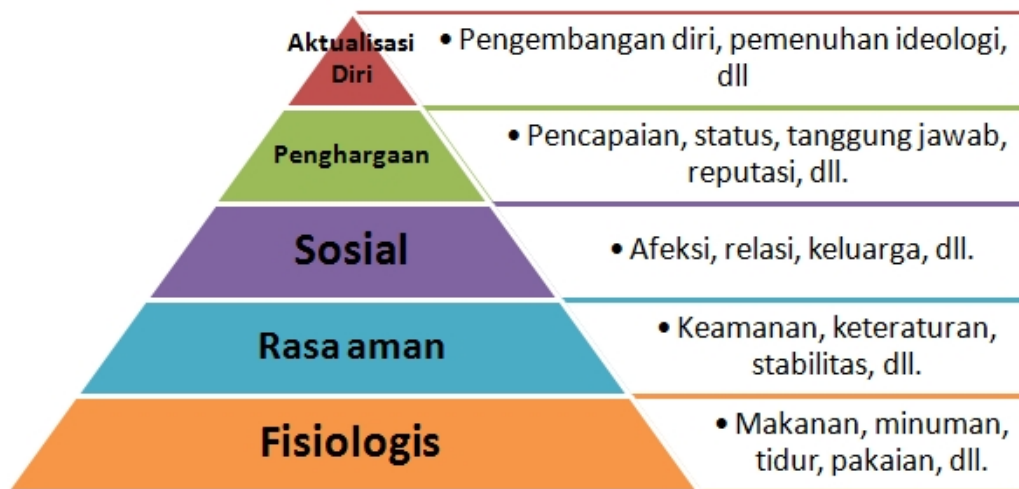 Aktualisasi
Diri
• Pengembangan diri, pemenuhan ideologi,
dll
Penghargaan
• Pencapaian, status, tanggung jawab,
reputasi, dll.
Sosial
• Afeksi, relasi, keluarga, dll.
Rasa aman
• Keamanan, keteraturan,
stabilitas, dll.
Fisiologis
• Makanan, minuman,
tidur, pakaian, dll.